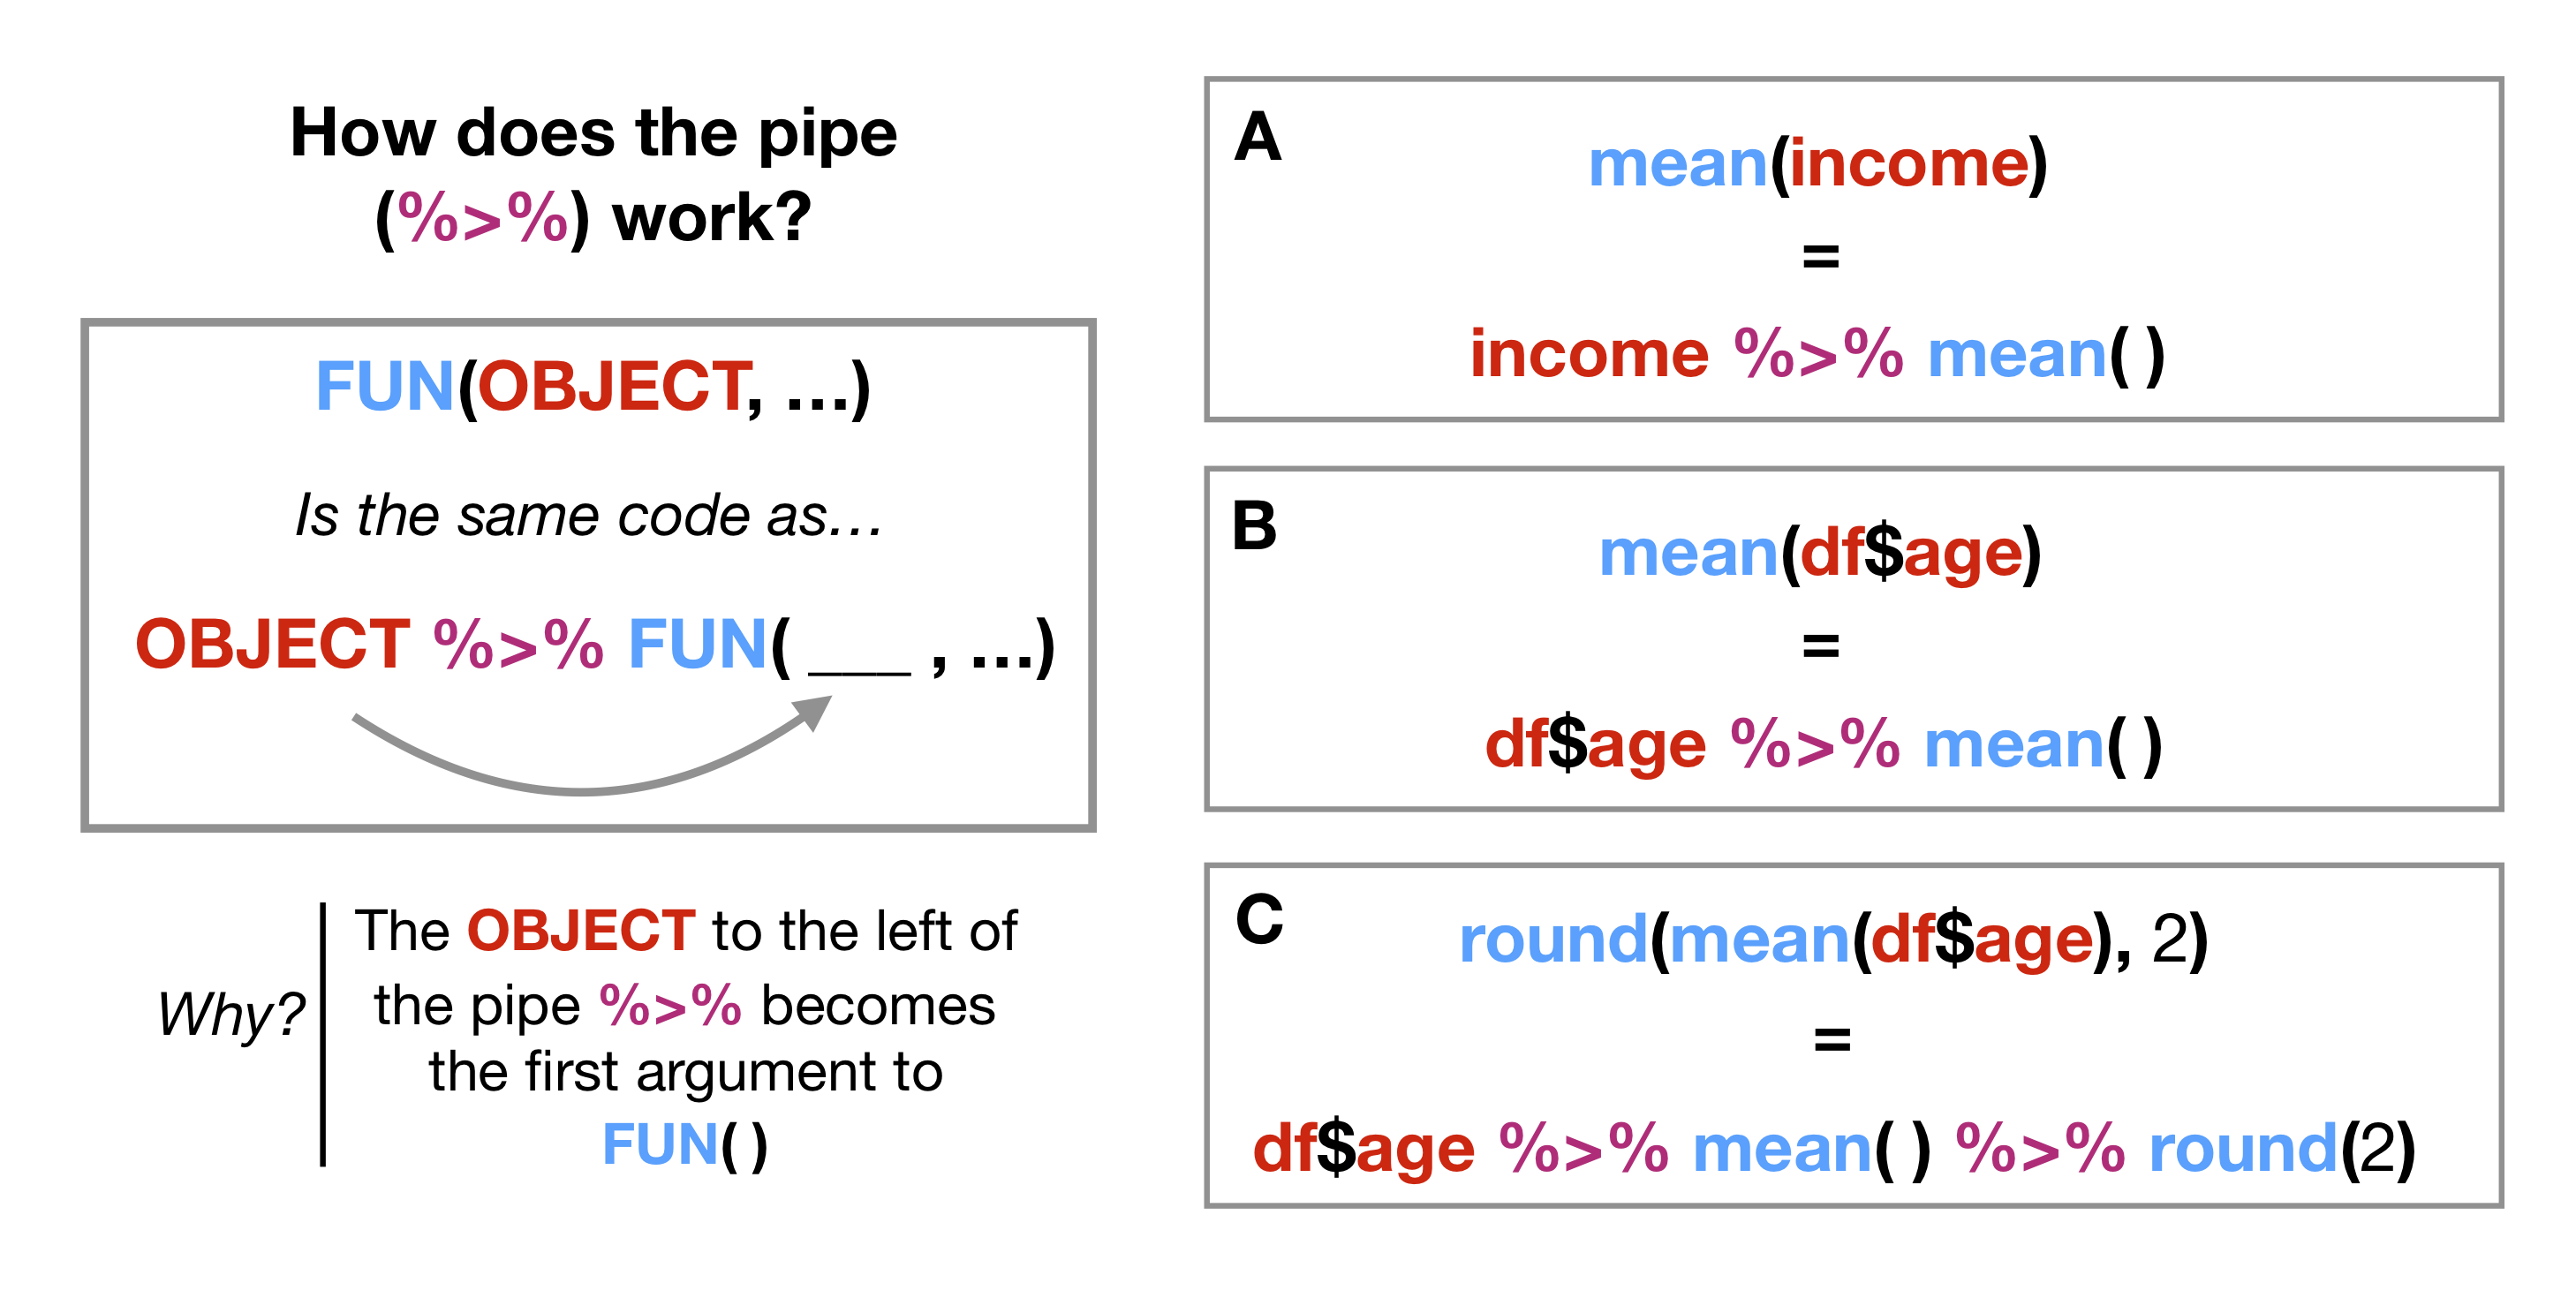 How does the pipe
(%>%) work?
FUN(OBJECT, …)
Is the same code as…
OBJECT %>% FUN( ___ , …)
Why?
The OBJECT to the left of
the pipe %>% becomes
the first argument to
FUN( )
A
mean(income)
=
income %>% mean( )
B
mean(df$age)
=
df$age %>% mean( )
C
round(mean(df$age), 2)
=
df$age %>% mean( ) %>% round(2)